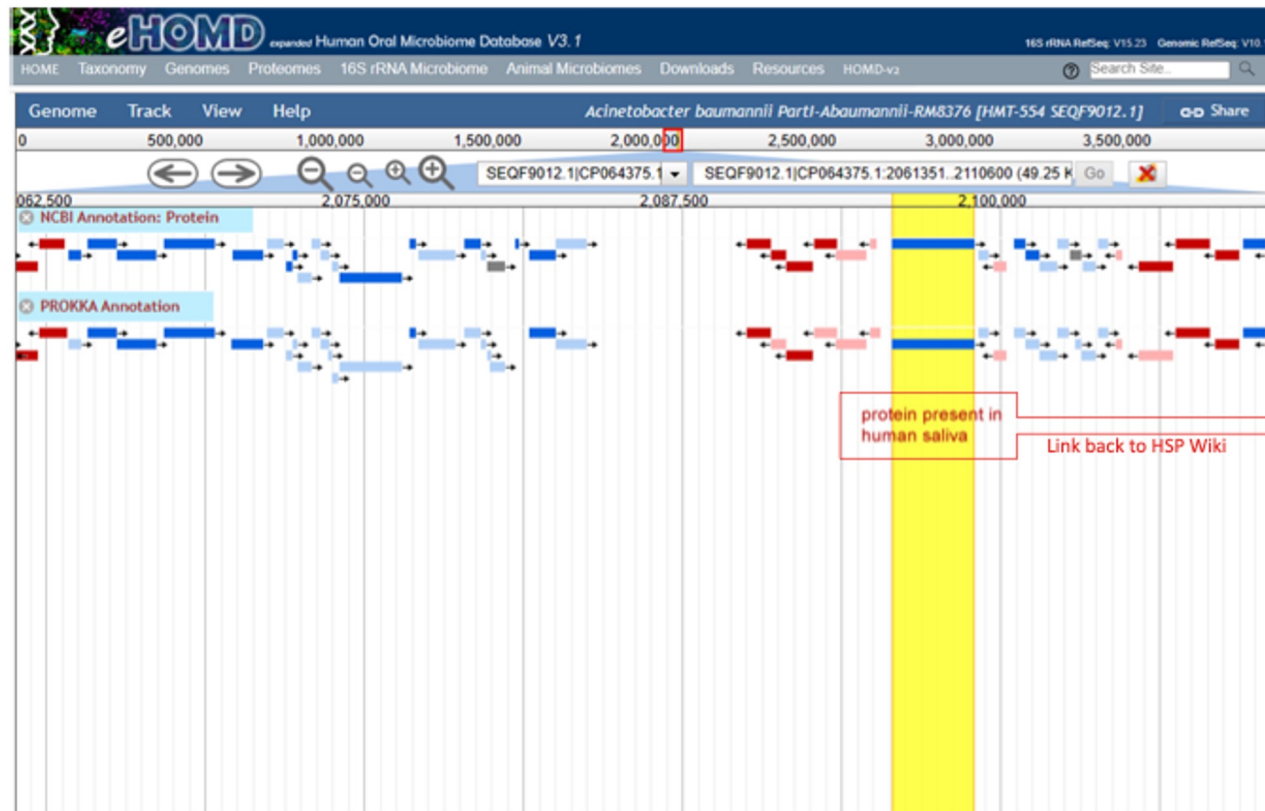 eHOMD expanded Human Oral Microbiome Database V3.1
16S rRNA RefSeq: V15.23 Genomic RefSeq: V10.
HOME Taxonomy Genomes Proteomes 16S rRNA Microbiome Animal Microbiomes Downloads Resources HOMD-v2 Search Site..
Genome Track View Help Acinetobacter baumannii PartI-Abaumannii-RM8376 [HMT-554 SEQF9012.1] Share
0 500,000 1,000,000 1,500,000 2,000,000 2,500,000 3,000,000 3,500,000
SEQF9012.1|CP064375.1 SEQF9012.1|CP064375.1:2061351..2110600 (49.25 K Go
062,500 2,075,000 2,087,500 2,100,000
NCBI Annotation: Protein
PROKKA Annotation
protein present in
human saliva
Link back to HSP Wiki